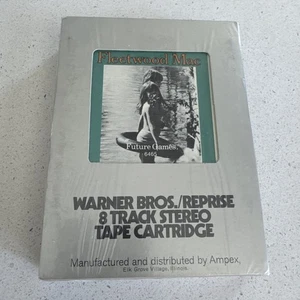 Fleetwood Mac
Future Games
6465
WARNER BROS./REPRISE
8 TRACK STEREO
TAPE CARTRIDGE
Manufactured and distributed by Ampex,
Elk Grove Village, Illinois